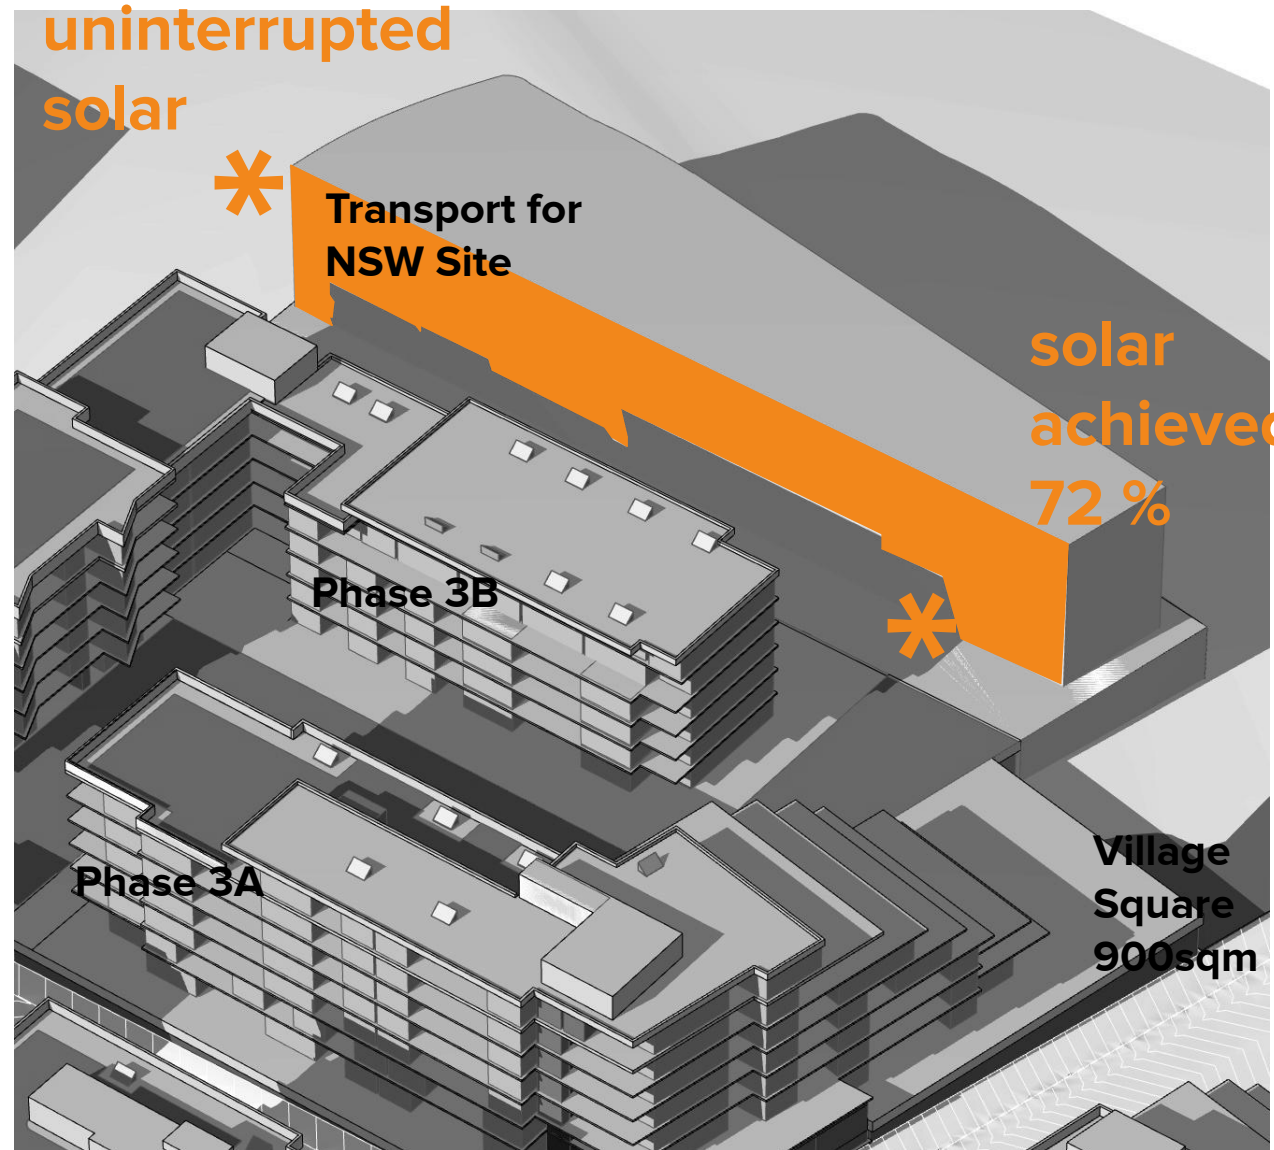 uninterrupted
solar
Transport for
NSW Site
solar
achieved
72 %
Phase 3B
Phase 3A
Village
Square
900sqm